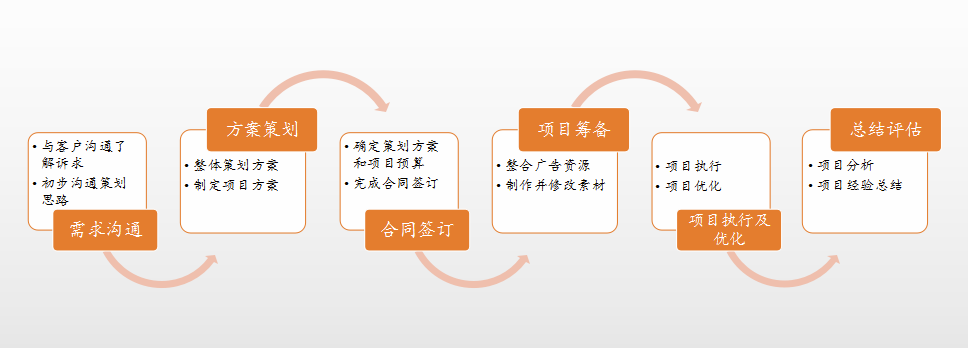 • 与客户沟通了
解诉求
• 初步沟通策划
思路
需求沟通
方案策划
• 整体策划方案
• 制定项目方案
• 确定策划方案
和项目预算
• 完成合同签订
合同签订
项目筹备
• 整合广告资源
• 制作并修改素材
• 项目执行
• 项目优化
项目执行及
优化
总结评估
• 项目分析
• 项目经验总结